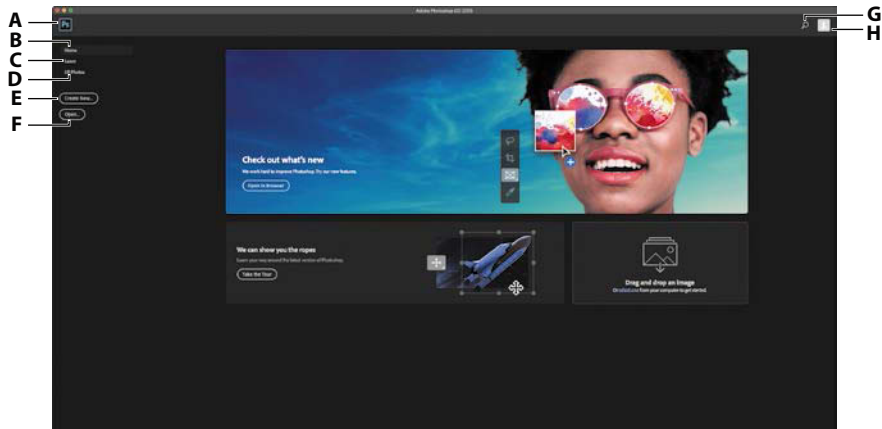 Adobe Photoshop CC 2019
A
B
C
D
E
F
G
H
Ps
Home
Learn
LR Photos
Create New...
Open...
Check out what's new
We work hard to improve Photoshop. Try our new features.
Open in Browser
We can show you the ropes
Learn your way around the latest version of Photoshop.
Take the Tour
Drag and drop an image
Or select one from your computer to get started.